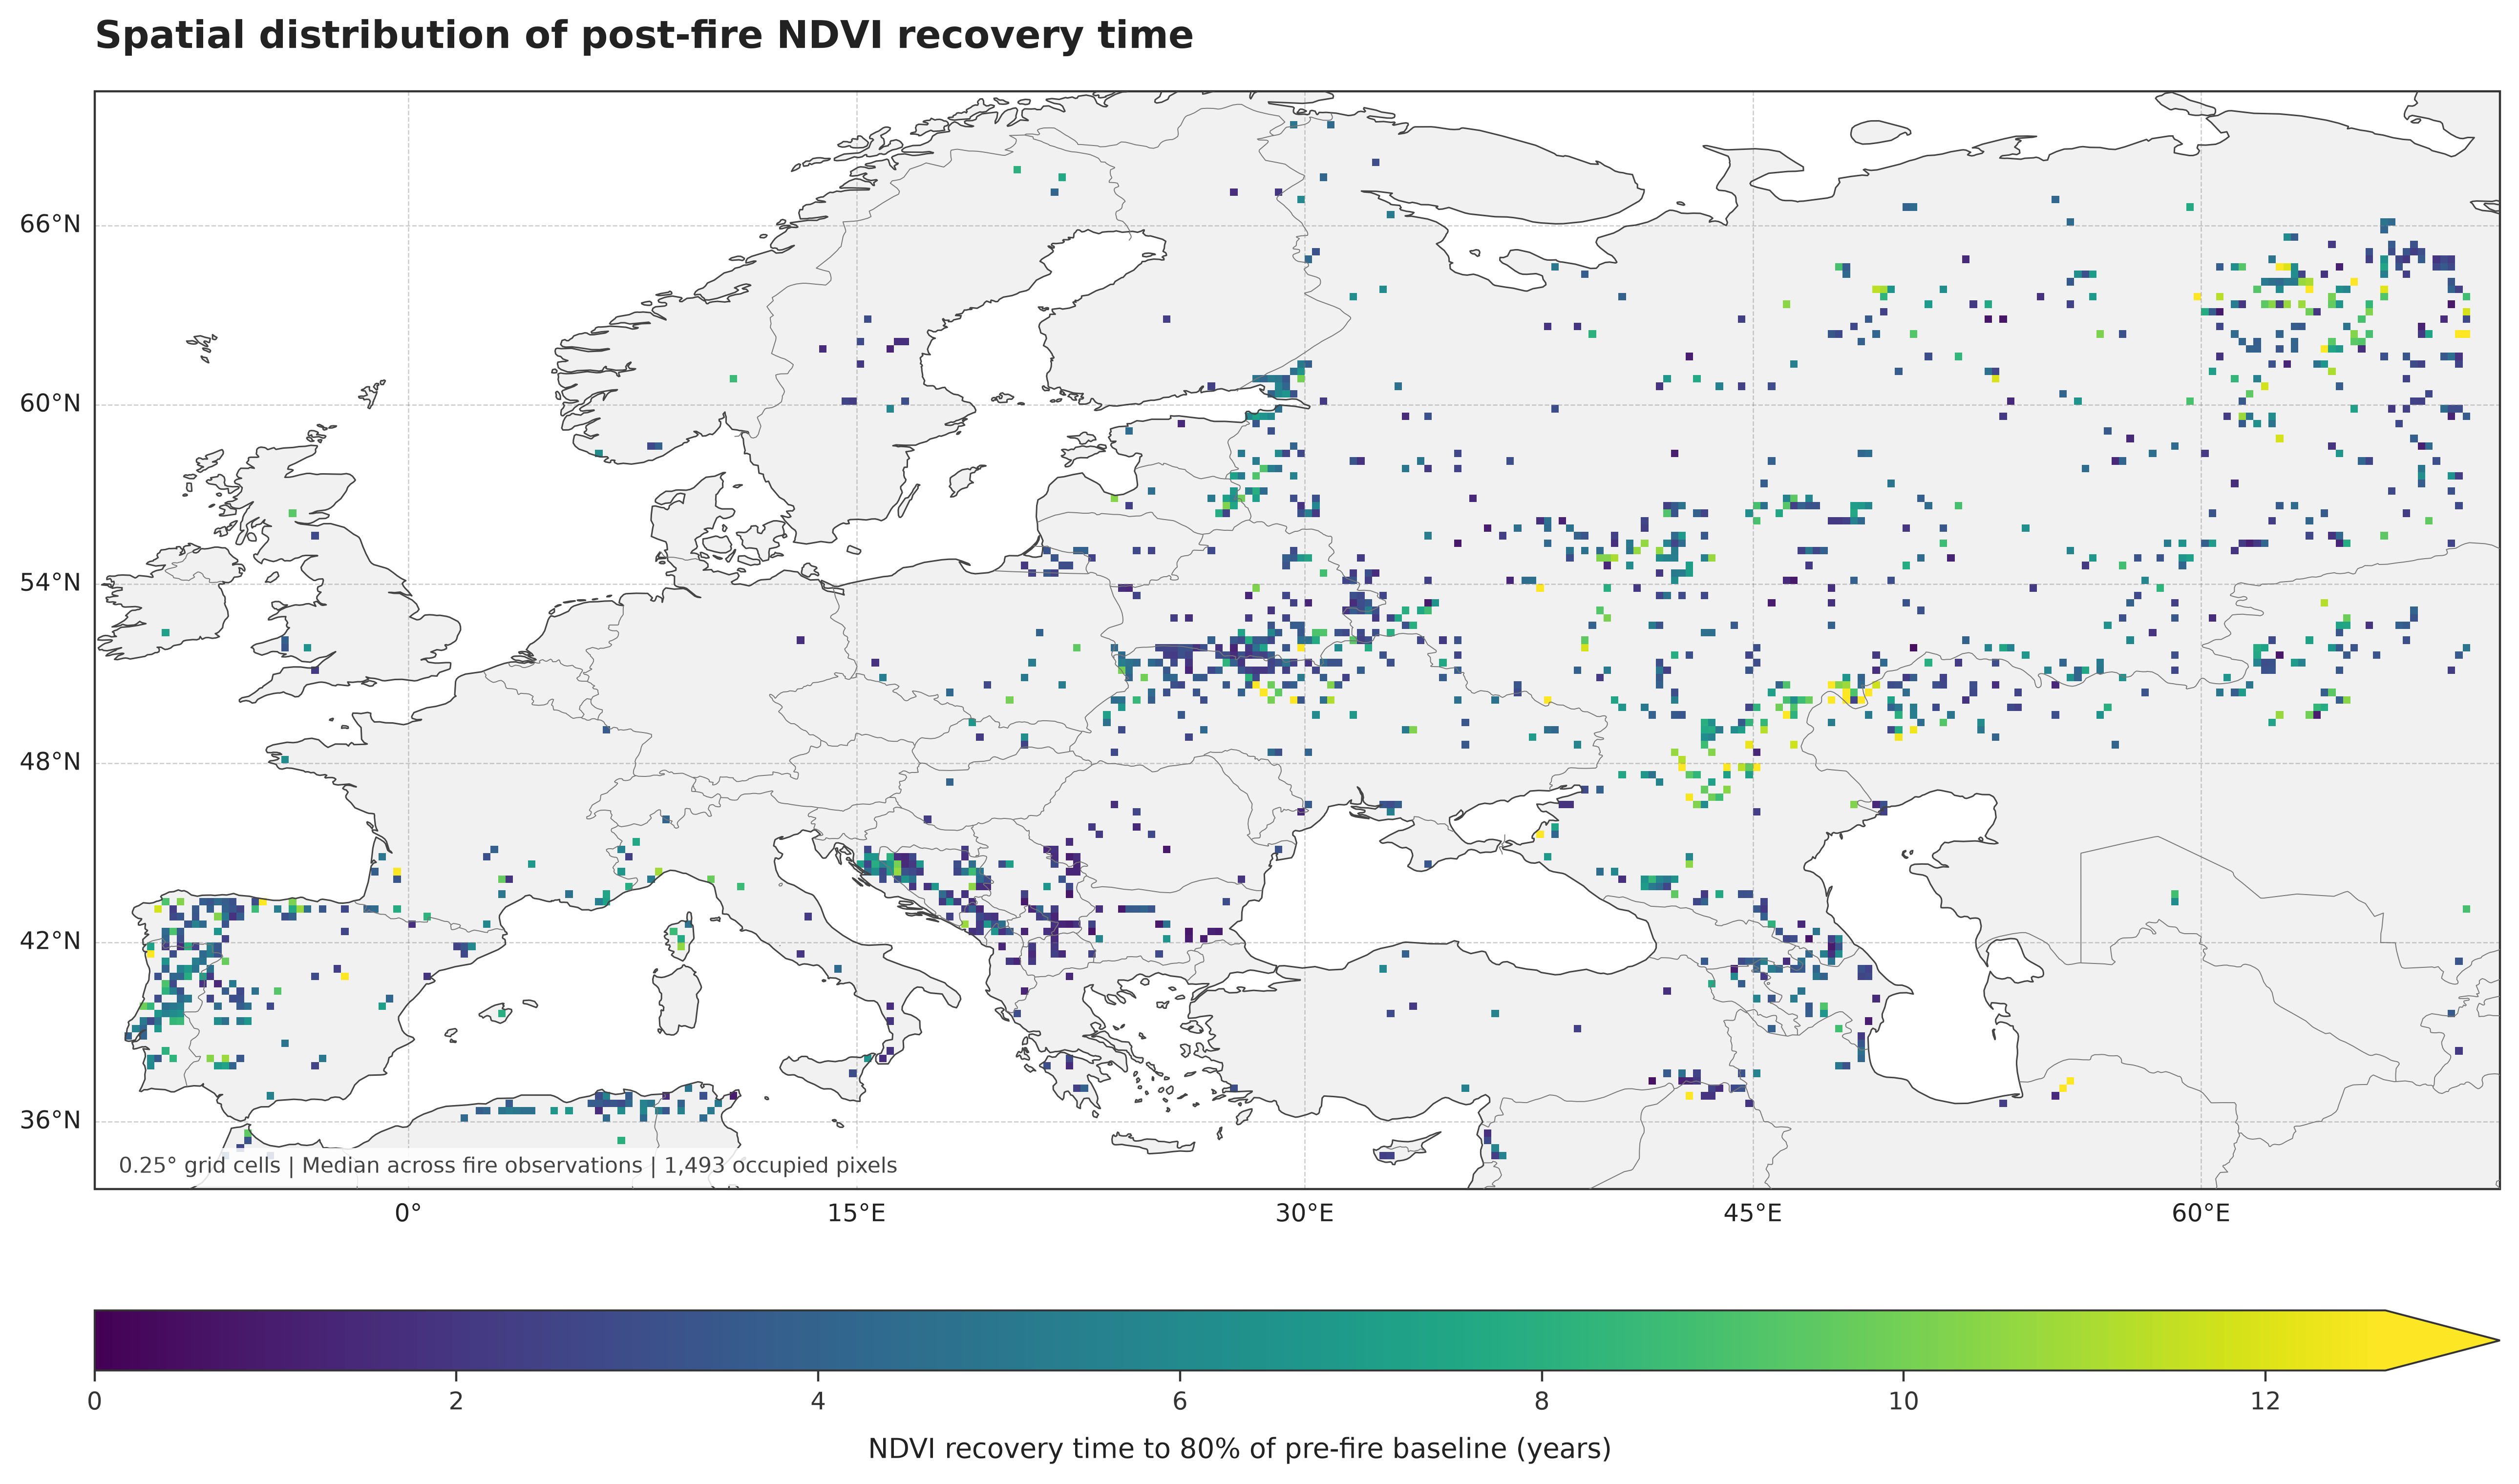 Spatial distribution of post-fire NDVI recovery time
66°N
60°N
54°N
48°N
42°N
36°N
0.25° grid cells | Median across fire observations | 1,493 occupied pixels
0° 15°E 30°E 45°E 60°E
0 2 4 6 8 10 12
NDVI recovery time to 80% of pre-fire baseline (years)